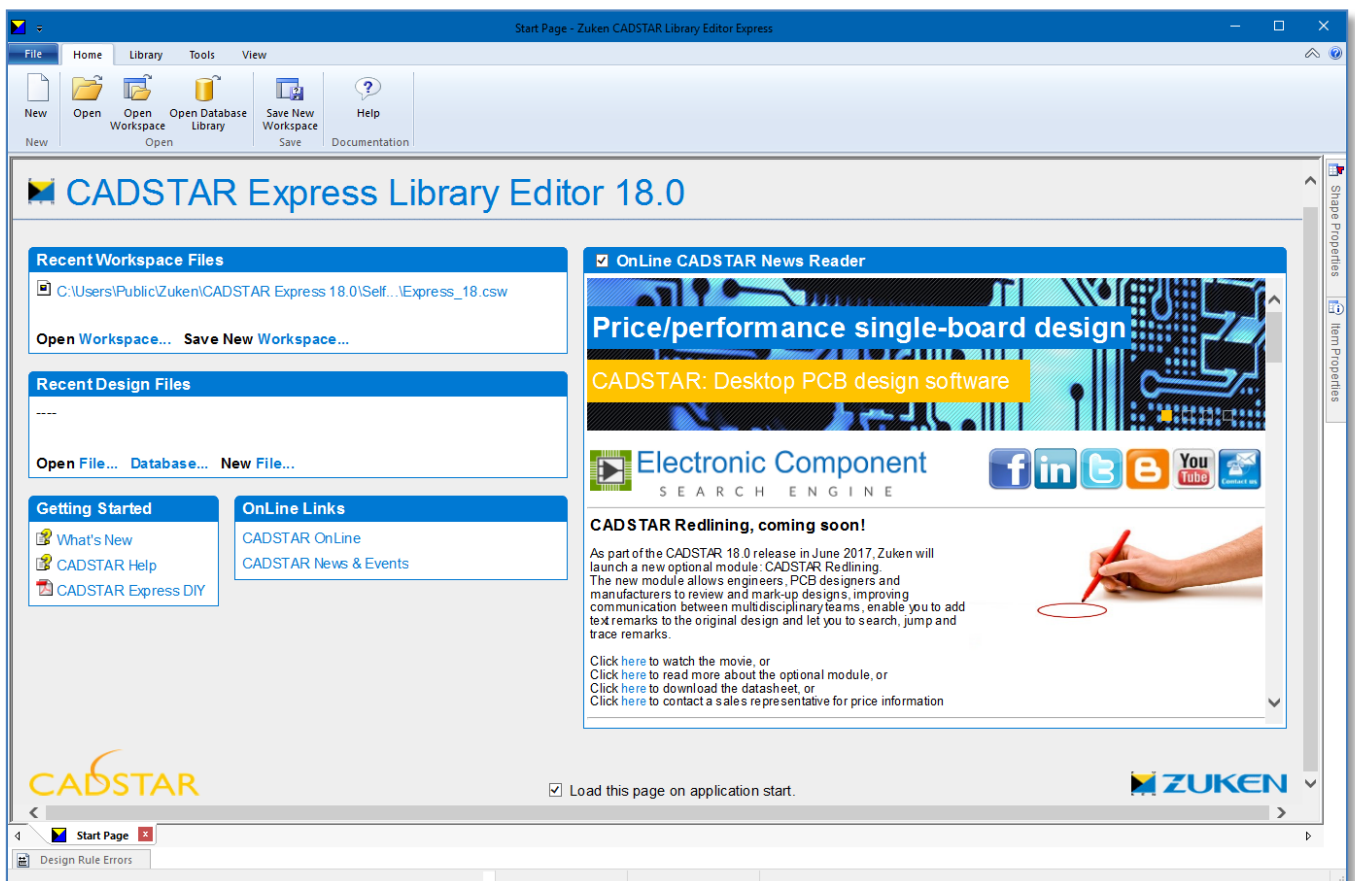 Start Page - Zuken CADSTAR Library Editor Express
File Home Library Tools View
New Open Open Workspace Open Database Library Save New Workspace Help
New Open Save Documentation
CADSTAR Express Library Editor 18.0
Shape Properties
Item Properties
Recent Workspace Files
C:\Users\Public\Zuken\CADSTAR Express 18.0\Self...\Express_18.csw
Open Workspace... Save New Workspace...
Recent Design Files
----
Open File... Database... New File...
Getting Started
What's New
CADSTAR Help
CADSTAR Express DIY
OnLine Links
CADSTAR OnLine
CADSTAR News & Events
OnLine CADSTAR News Reader
Price/performance single-board design
CADSTAR: Desktop PCB design software
Electronic Component
SEARCH ENGINE
You Tube
Contact us
CADSTAR Redlining, coming soon!
As part of the CADSTAR 18.0 release in June 2017, Zuken will
launch a new optional module: CADSTAR Redlining.
The new module allows engineers, PCB designers and
manufacturers to review and mark-up designs, improving
communication between multidisciplinary teams, enable you to add
text remarks to the original design and let you to search, jump and
trace remarks.
Click here to watch the movie, or
Click here to read more about the optional module, or
Click here to download the datasheet, or
Click here to contact a sales representative for price information
CADSTAR
Load this page on application start.
ZUKEN
Start Page
Design Rule Errors